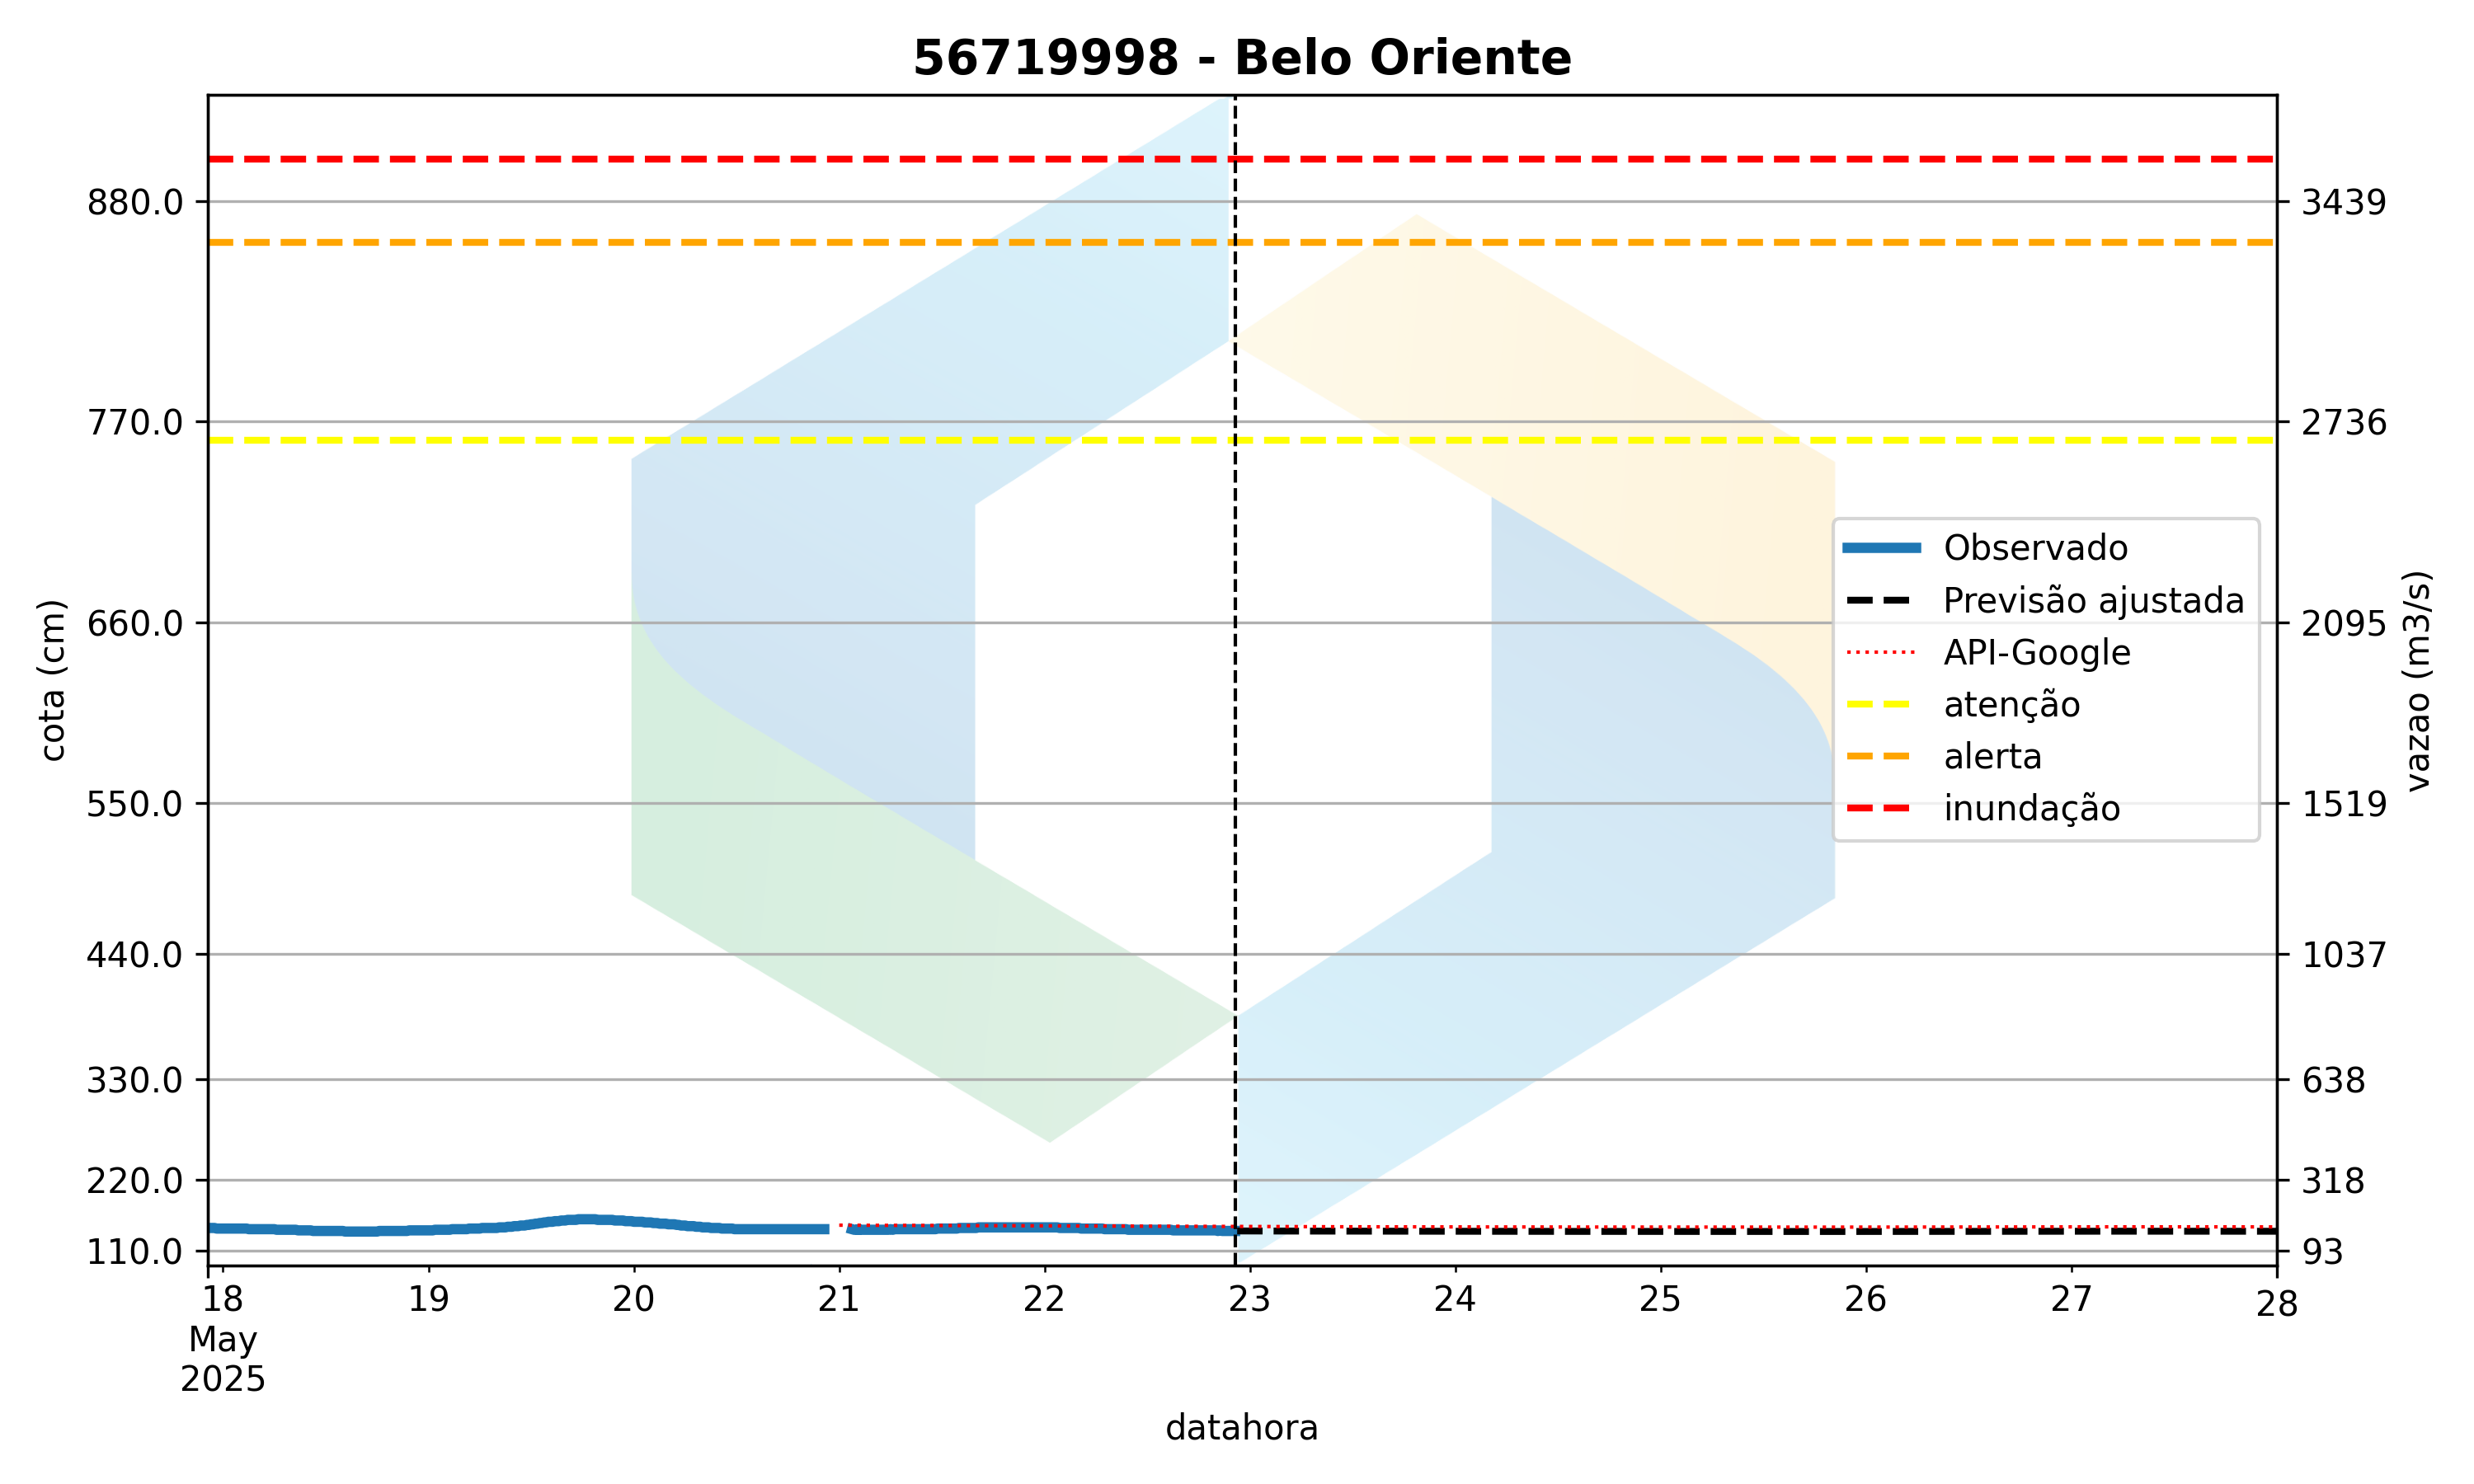 56719998 - Belo Oriente
880.0
770.0
660.0
550.0
440.0
330.0
220.0
110.0
cota (cm)
3439
2736
2095
1519
1037
638
318
93
vazao (m3/s)
Observado
Previsão ajustada
API-Google
atenção
alerta
inundação
18 19 20 21 22 23 24 25 26 27 28
May
2025
datahora